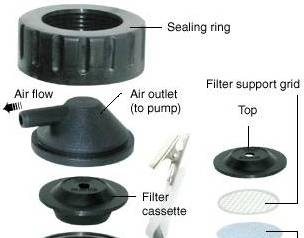 Sealing ring
Filter support grid
Air flow
Air outlet
(to pump)
Top
Filter
cassette